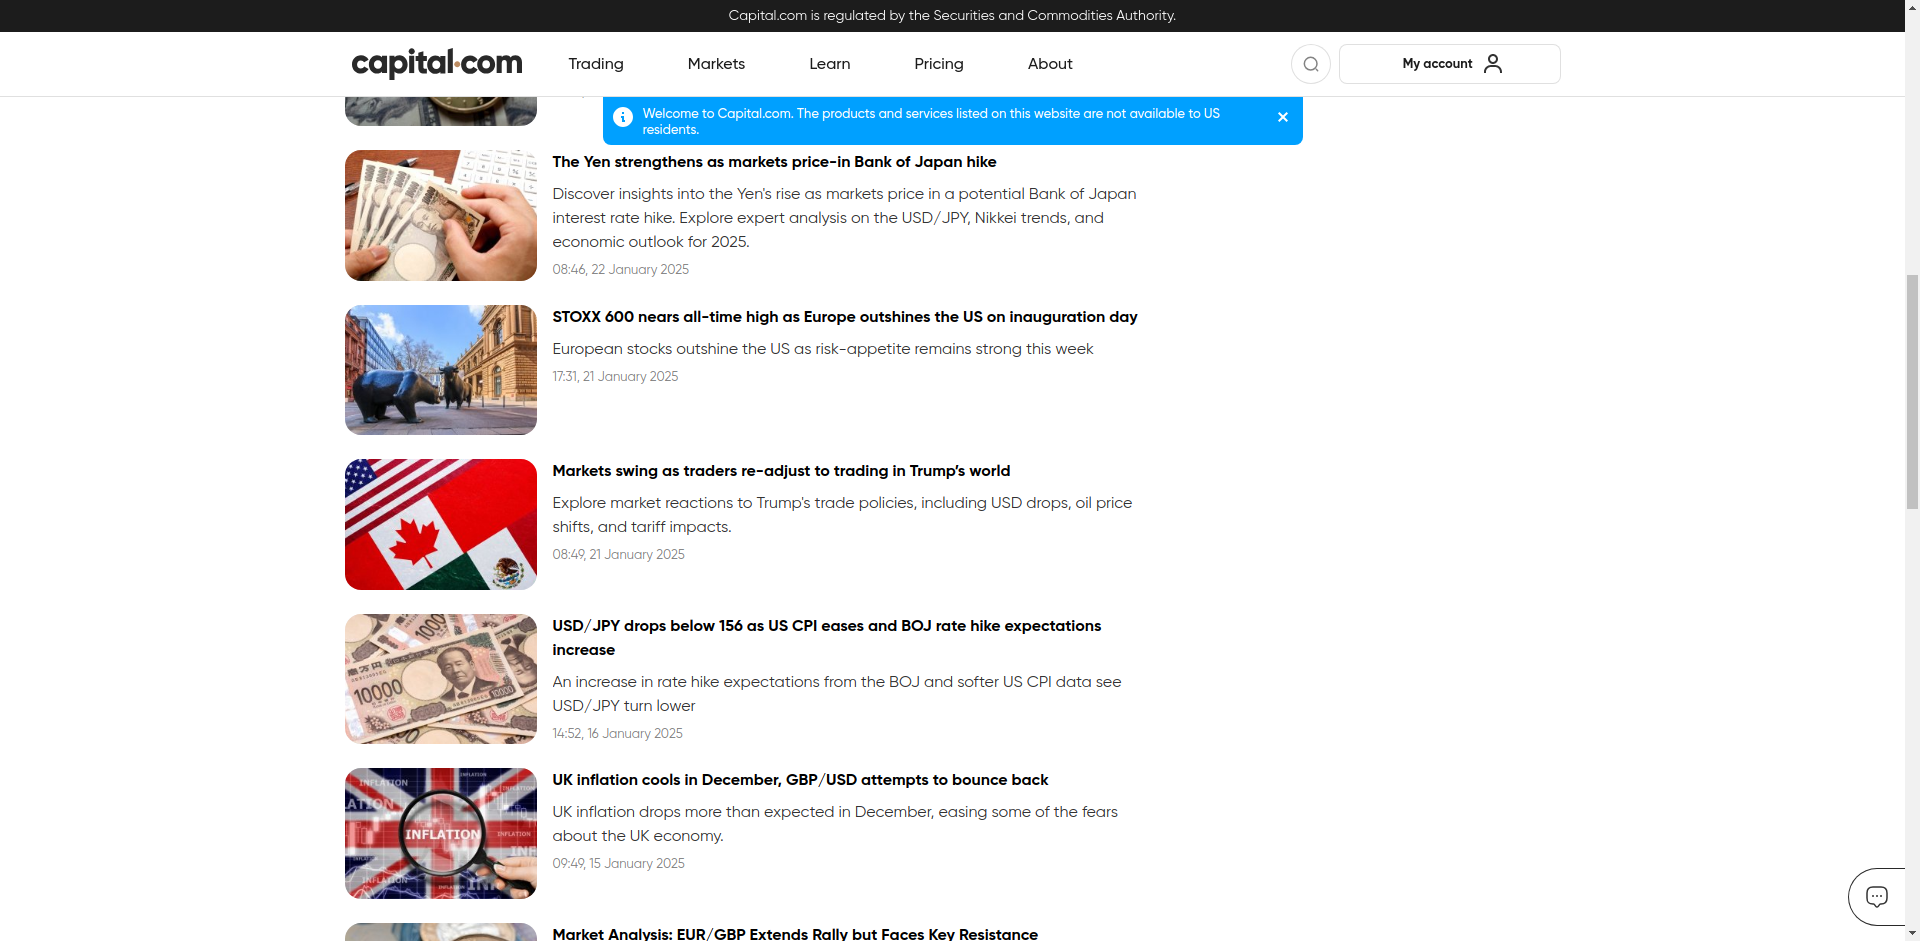 Capital.com is regulated by the Securities and Commodities Authority.
capital.com
Trading
Markets
Learn
Pricing
About
My account
Welcome to Capital.com. The products and services listed on this website are not available to US
residents.
The Yen strengthens as markets price-in Bank of Japan hike
Discover insights into the Yen's rise as markets price in a potential Bank of Japan
interest rate hike. Explore expert analysis on the USD/JPY, Nikkei trends, and
economic outlook for 2025.
08:46, 22 January 2025
STOXX 600 nears all-time high as Europe outshines the US on inauguration day
European stocks outshine the US as risk-appetite remains strong this week
17:31, 21 January 2025
Markets swing as traders re-adjust to trading in Trump’s world
Explore market reactions to Trump's trade policies, including USD drops, oil price
shifts, and tariff impacts.
08:49, 21 January 2025
1000
10000
10000
USD/JPY drops below 156 as US CPI eases and BOJ rate hike expectations
increase
An increase in rate hike expectations from the BOJ and softer US CPI data see
USD/JPY turn lower
14:52, 16 January 2025
INFLATION
INFLATION
INFLATION
INFLATION
UK inflation cools in December, GBP/USD attempts to bounce back
UK inflation drops more than expected in December, easing some of the fears
about the UK economy.
09:49, 15 January 2025
Market Analysis: EUR/GBP Extends Rally but Faces Key Resistance